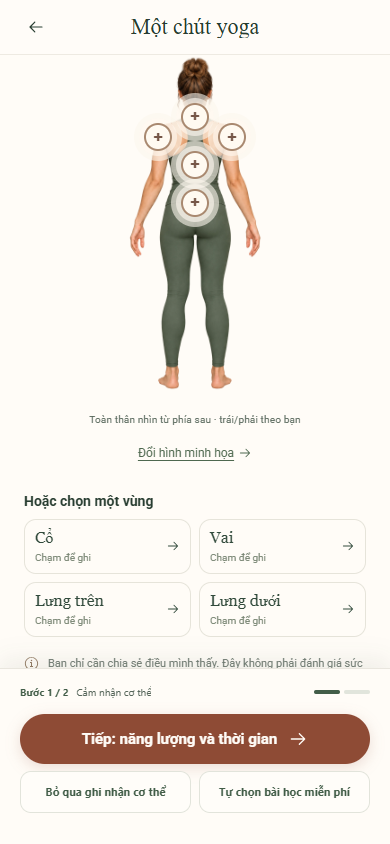 Một chút yoga
Toàn thân nhìn từ phía sau · trái/phải theo bạn
Đổi hình minh họa →
Hoặc chọn một vùng
Cổ
Chạm để ghi
Vai
Chạm để ghi
Lưng trên
Chạm để ghi
Lưng dưới
Chạm để ghi
Bạn chỉ cần chia sẻ điều mình thấy. Đây không phải đánh giá sức
Bước 1 / 2 Cảm nhận cơ thể
Tiếp: năng lượng và thời gian →
Bỏ qua ghi nhận cơ thể
Tự chọn bài học miễn phí